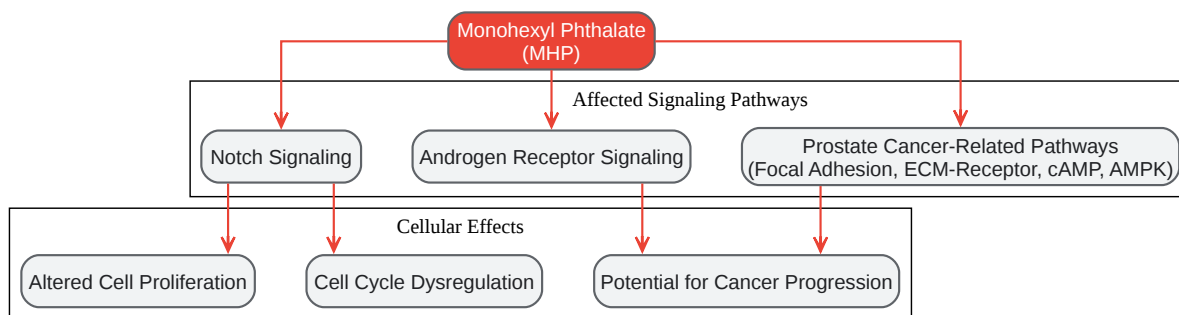 Monohexyl Phthalate
(MHP)
Affected Signaling Pathways
Notch Signaling
Androgen Receptor Signaling
Prostate Cancer-Related Pathways
(Focal Adhesion, ECM-Receptor, cAMP, AMPK)
Cellular Effects
Altered Cell Proliferation
Cell Cycle Dysregulation
Potential for Cancer Progression